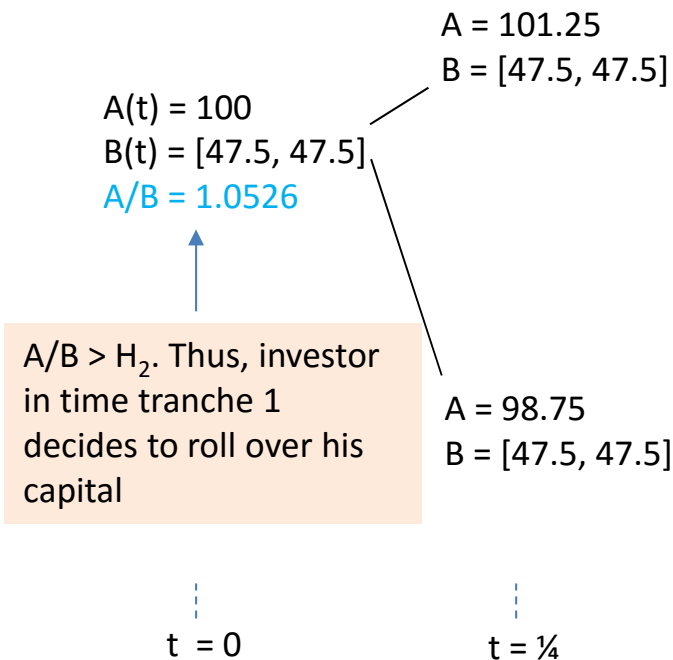 A = 101.25
B = [47.5, 47.5]
A(t) = 100
B(t) = [47.5, 47.5]
A/B = 1.0526
A/B > H₂. Thus, investor
in time tranche 1
decides to roll over his
capital
A = 98.75
B = [47.5, 47.5]
t = 0
t = ¼